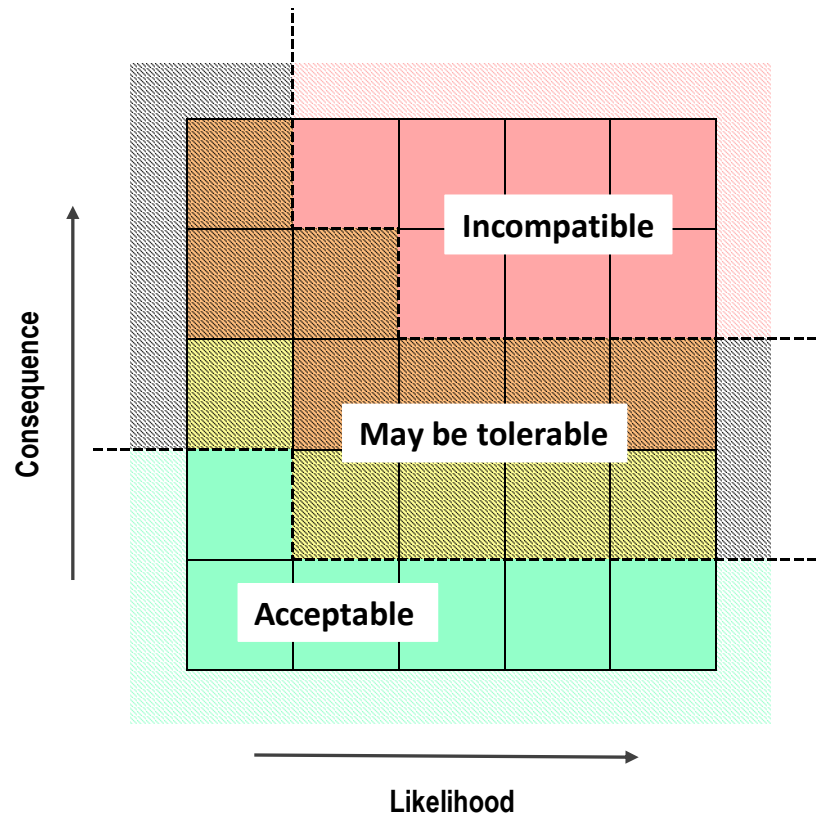 Incompatible
Consequence
May be tolerable
Acceptable
Likelihood